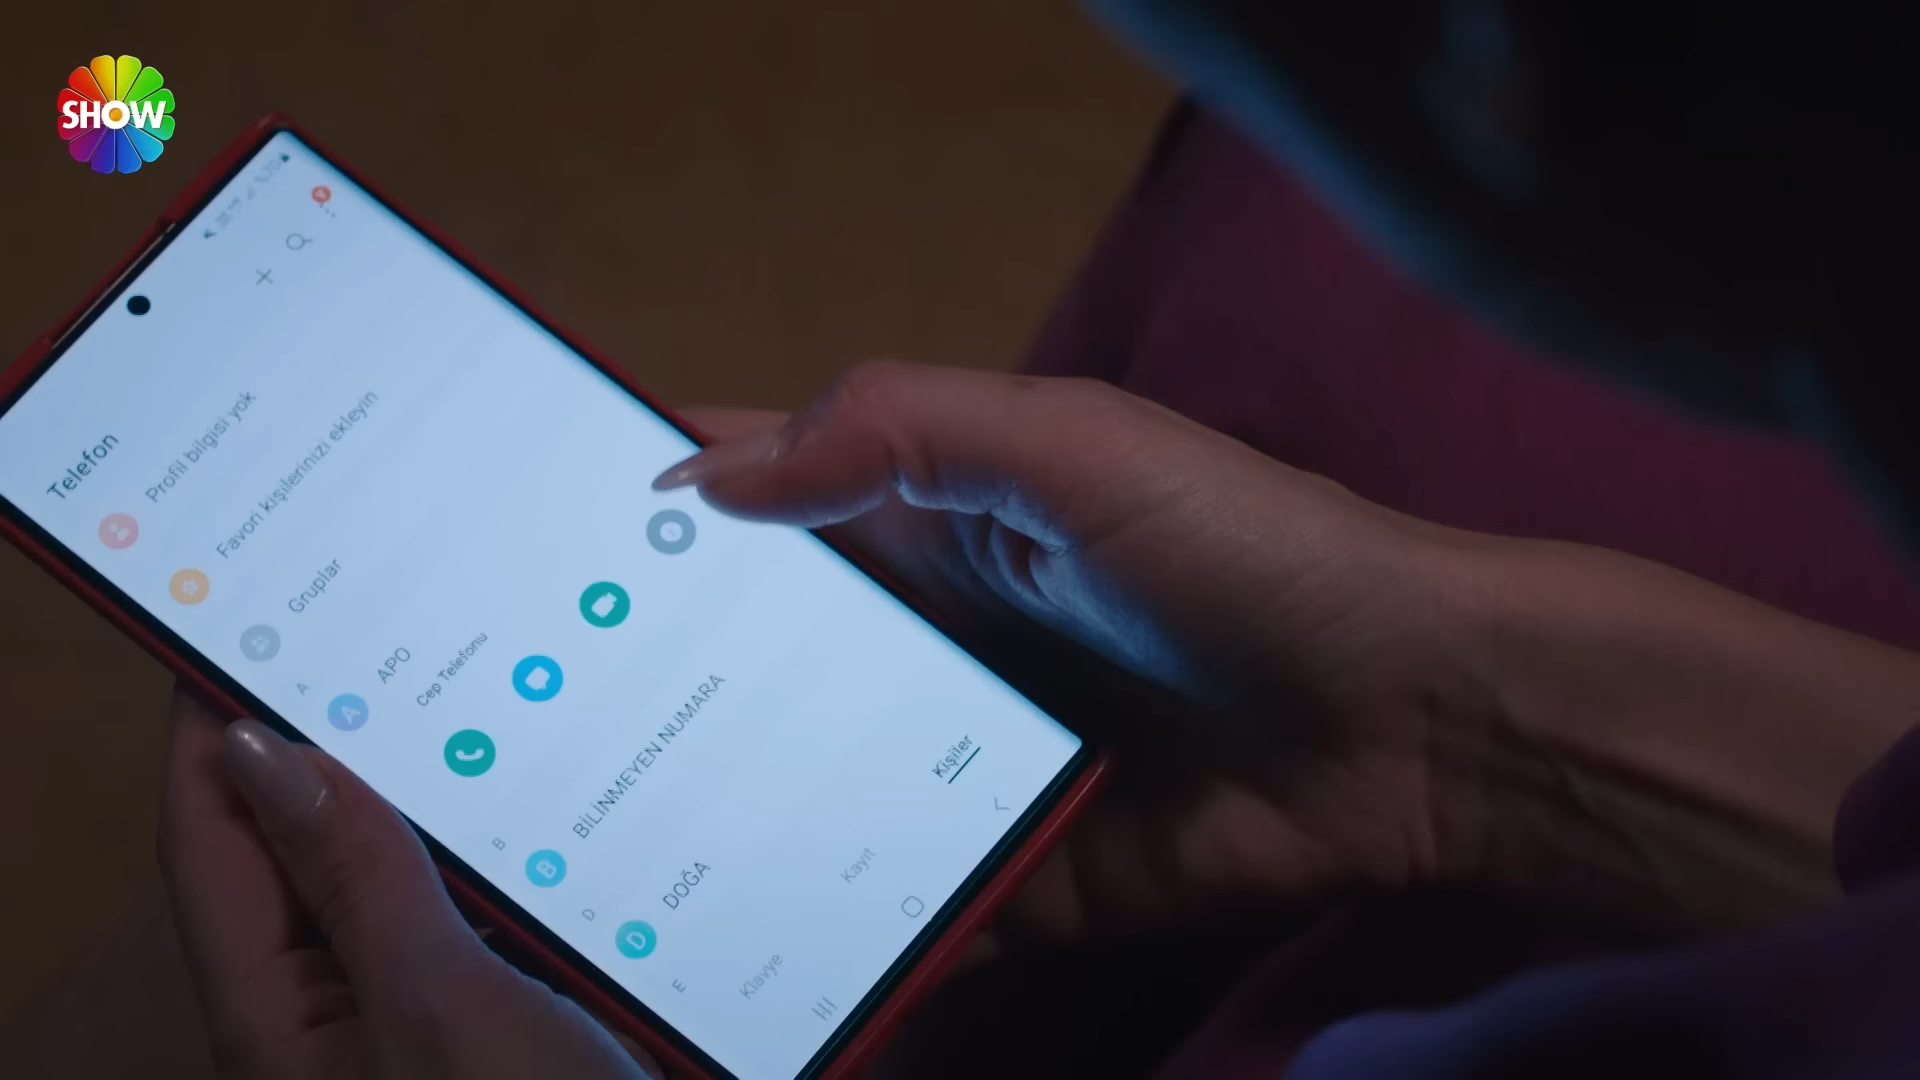 SHOW
Telefon
Profil bilgisi yok
Favori kişilerinizi ekleyin
Gruplar
A
A
APO
Cep Telefonu
B
B
BİLİNMEYEN NUMARA
D
D
DOĞA
E
Klavye
Kayıt
Kişiler